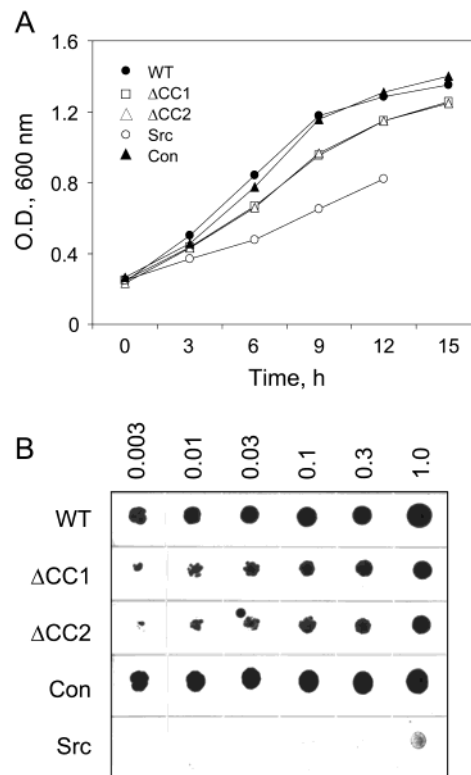 A
1.6
1.2
0.8
0.4
0
O.D., 600 nm
WT
ΔCC1
ΔCC2
Src
Con
0 3 6 9 12 15
Time, h
B
0.003 0.01 0.03 0.1 0.3 1.0
WT
ΔCC1
ΔCC2
Con
Src